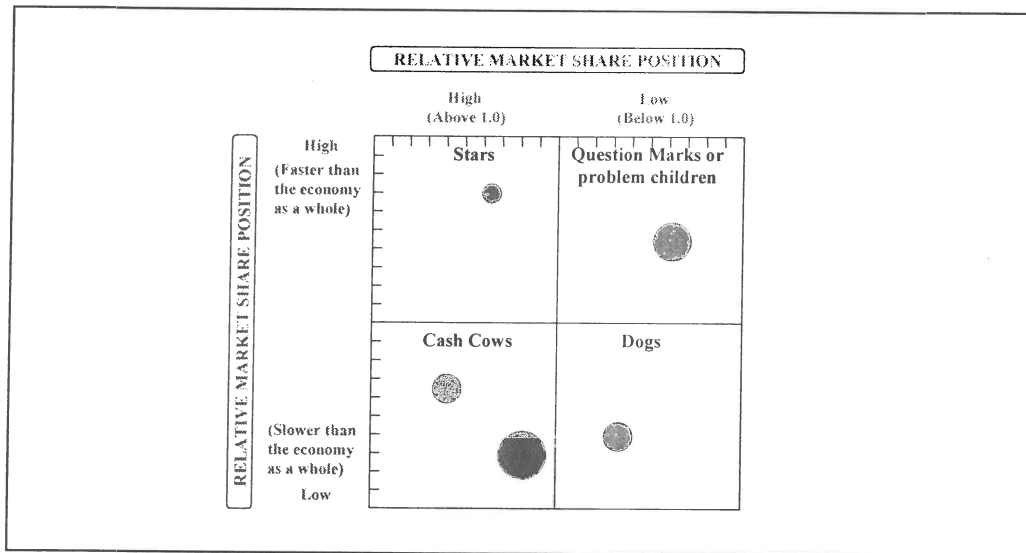 RELATIVE MARKET SHARE POSITION
High
(Above 1.0)
Low
(Below 1.0)
RELATIVE MARKET SHARE POSITION
High
(Faster than
the economy
as a whole)
Stars
Question Marks or
problem children
Cash Cows
Dogs
(Slower than
the economy
as a whole)
Low